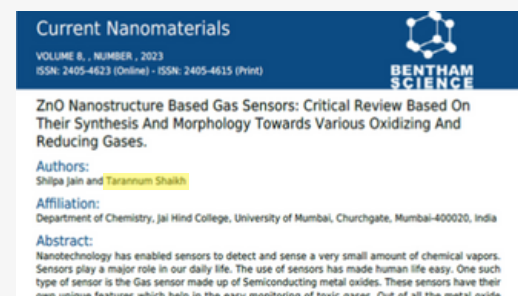 Current Nanomaterials
VOLUME 8, , NUMBER , 2023
ISSN: 2405-4623 (Online) - ISSN: 2405-4615 (Print)
BENTHAM
SCIENCE
ZnO Nanostructure Based Gas Sensors: Critical Review Based On
Their Synthesis And Morphology Towards Various Oxidizing And
Reducing Gases.
Authors:
Shilpa Jain and Tarannum Shaikh
Affiliation:
Department of Chemistry, Jai Hind College, University of Mumbai, Churchgate, Mumbai-400020, India
Abstract:
Nanotechnology has enabled sensors to detect and sense a very small amount of chemical vapors.
Sensors play a major role in our daily life. The use of sensors has made human life easy. One such
type of sensor is the Gas sensor made up of Semiconducting metal oxides. These sensors have their
own unique features which help in the easy monitoring of toxic gases. Out of all the metal oxide